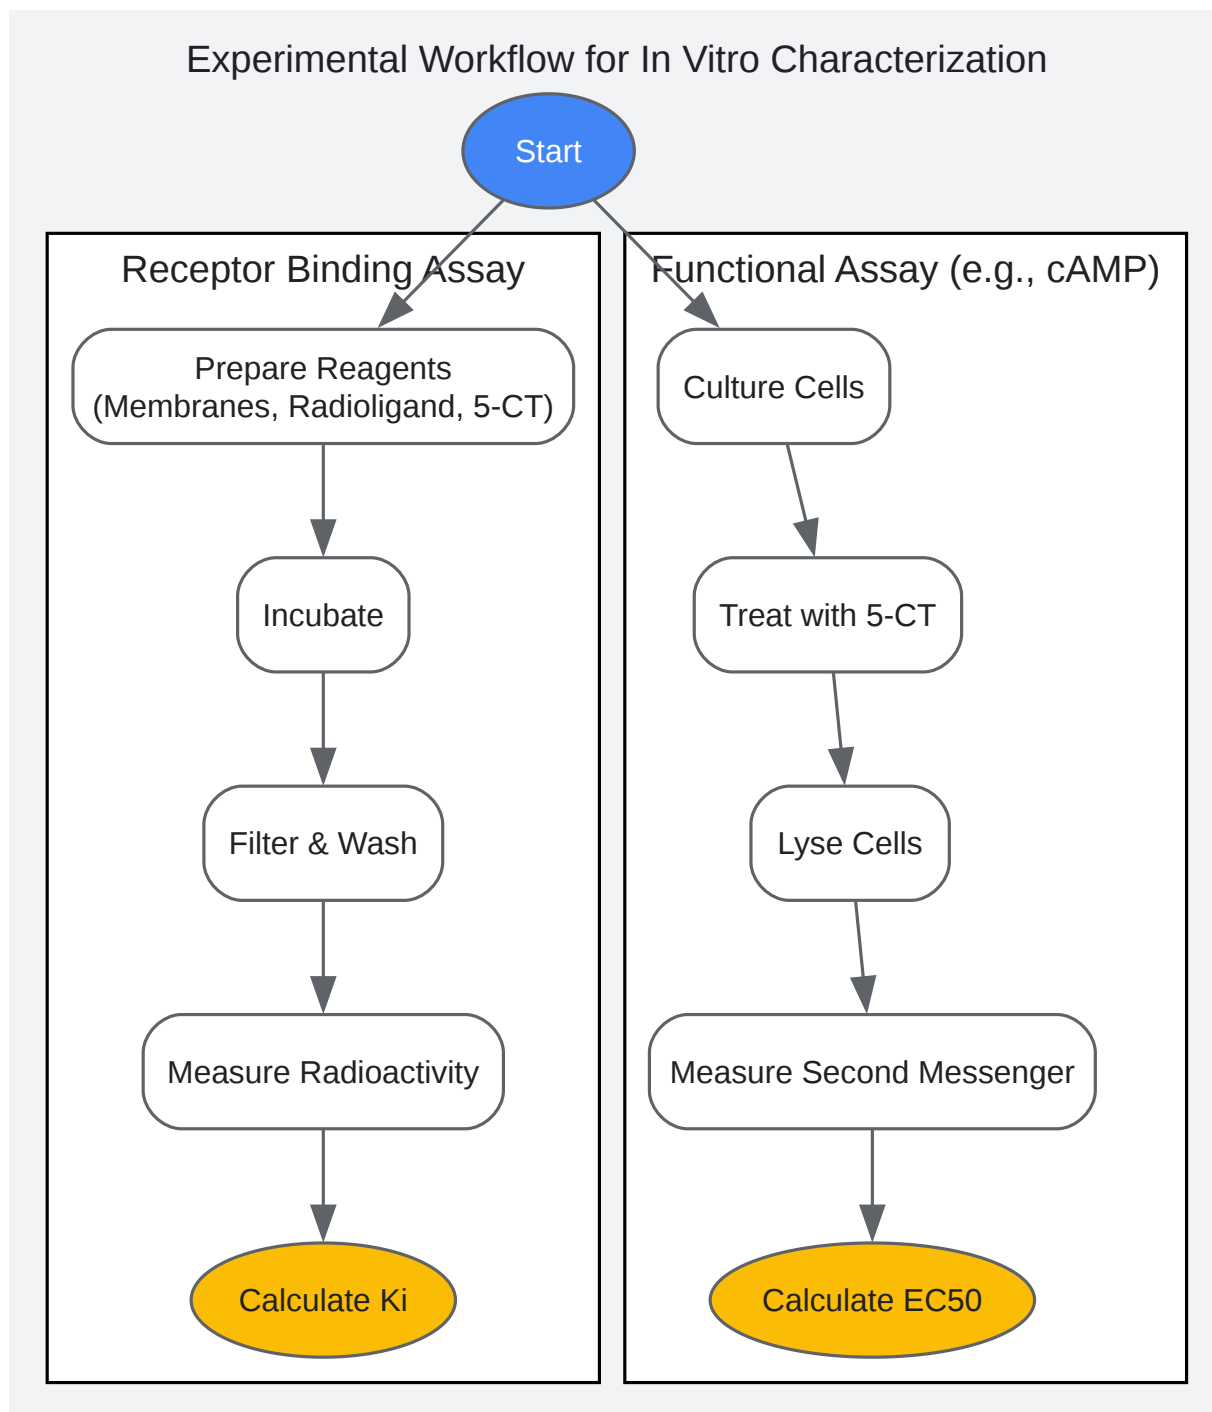 Experimental Workflow for In Vitro Characterization
Start
Receptor Binding Assay
Prepare Reagents
(Membranes, Radioligand, 5-CT)
Incubate
Filter & Wash
Measure Radioactivity
Calculate Ki
Functional Assay (e.g., cAMP)
Culture Cells
Treat with 5-CT
Lyse Cells
Measure Second Messenger
Calculate EC50